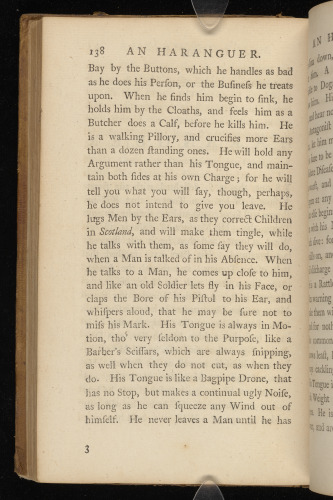 138 AN HARANGUER.
Bay by the Buttons, which he handles as bad
as he does his Perſon, or the Buſineſs he treats
upon. When he finds him begin to ſink, he
holds him by the Cloaths, and feels him as a
Butcher does a Calf, before he kills him. He
is a walking Pillory, and crucifies more Ears
than a dozen ſtanding ones. He will hold any
Argument rather than his Tongue, and main-
tain both ſides at his own Charge; for he will
tell you what you will ſay, though, perhaps,
he does not intend to give you leave. He
lugs Men by the Ears, as they correct Children
in Scotland, and will make them tingle, while
he talks with them, as ſome ſay they will do,
when a Man is talked of in his Abſence. When
he talks to a Man, he comes up cloſe to him,
and like an old Soldier lets fly in his Face, or
claps the Bore of his Piſtol to his Ear, and
whiſpers aloud, that he may be ſure not to
miſs his Mark. His Tongue is always in Mo-
tion, tho' very ſeldom to the Purpoſe, like a
Barber's Sciſſars, which are always ſnipping,
as well when they do not cut, as when they
do. His Tongue is like a Bagpipe Drone, that
has no Stop, but makes a continual ugly Noiſe,
as long as he can ſqueeze any Wind out of
himſelf. He never leaves a Man until he has
3